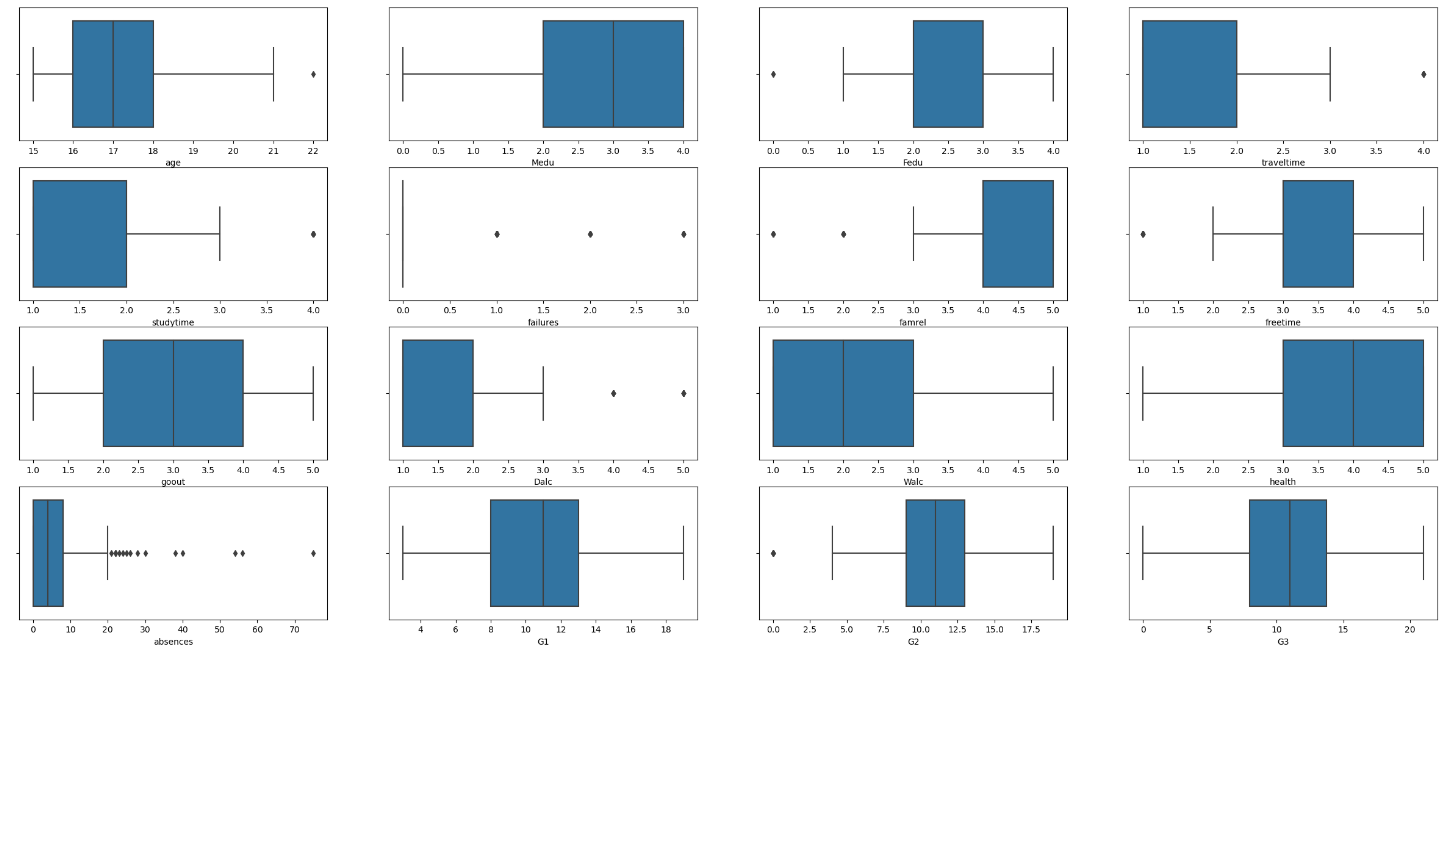 15 16 17 18 19 20 21 22
age
0.0 0.5 1.0 1.5 2.0 2.5 3.0 3.5 4.0
Medu
0.0 0.5 1.0 1.5 2.0 2.5 3.0 3.5 4.0
Fedu
1.0 1.5 2.0 2.5 3.0 3.5 4.0
traveltime
1.0 1.5 2.0 2.5 3.0 3.5 4.0
studytime
0.0 0.5 1.0 1.5 2.0 2.5 3.0
failures
1.0 1.5 2.0 2.5 3.0 3.5 4.0 4.5 5.0
famrel
1.0 1.5 2.0 2.5 3.0 3.5 4.0 4.5 5.0
freetime
1.0 1.5 2.0 2.5 3.0 3.5 4.0 4.5 5.0
goout
1.0 1.5 2.0 2.5 3.0 3.5 4.0 4.5 5.0
Dalc
1.0 1.5 2.0 2.5 3.0 3.5 4.0 4.5 5.0
Walc
1.0 1.5 2.0 2.5 3.0 3.5 4.0 4.5 5.0
health
0 10 20 30 40 50 60 70
absences
4 6 8 10 12 14 16 18
G1
0.0 2.5 5.0 7.5 10.0 12.5 15.0 17.5
G2
0 5 10 15 20
G3